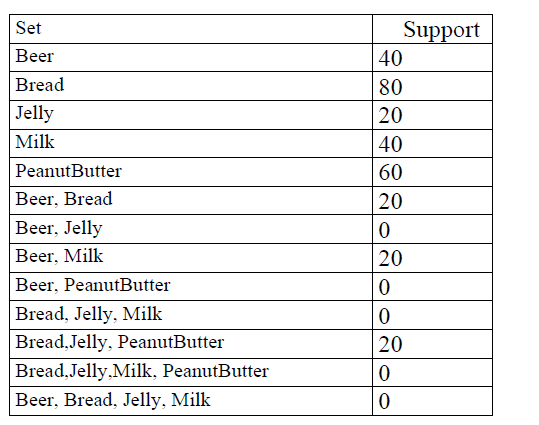 Set Support
Beer 40
Bread 80
Jelly 20
Milk 40
PeanutButter 60
Beer, Bread 20
Beer, Jelly 0
Beer, Milk 20
Beer, PeanutButter 0
Bread, Jelly, Milk 0
Bread,Jelly, PeanutButter 20
Bread,Jelly,Milk, PeanutButter 0
Beer, Bread, Jelly, Milk 0